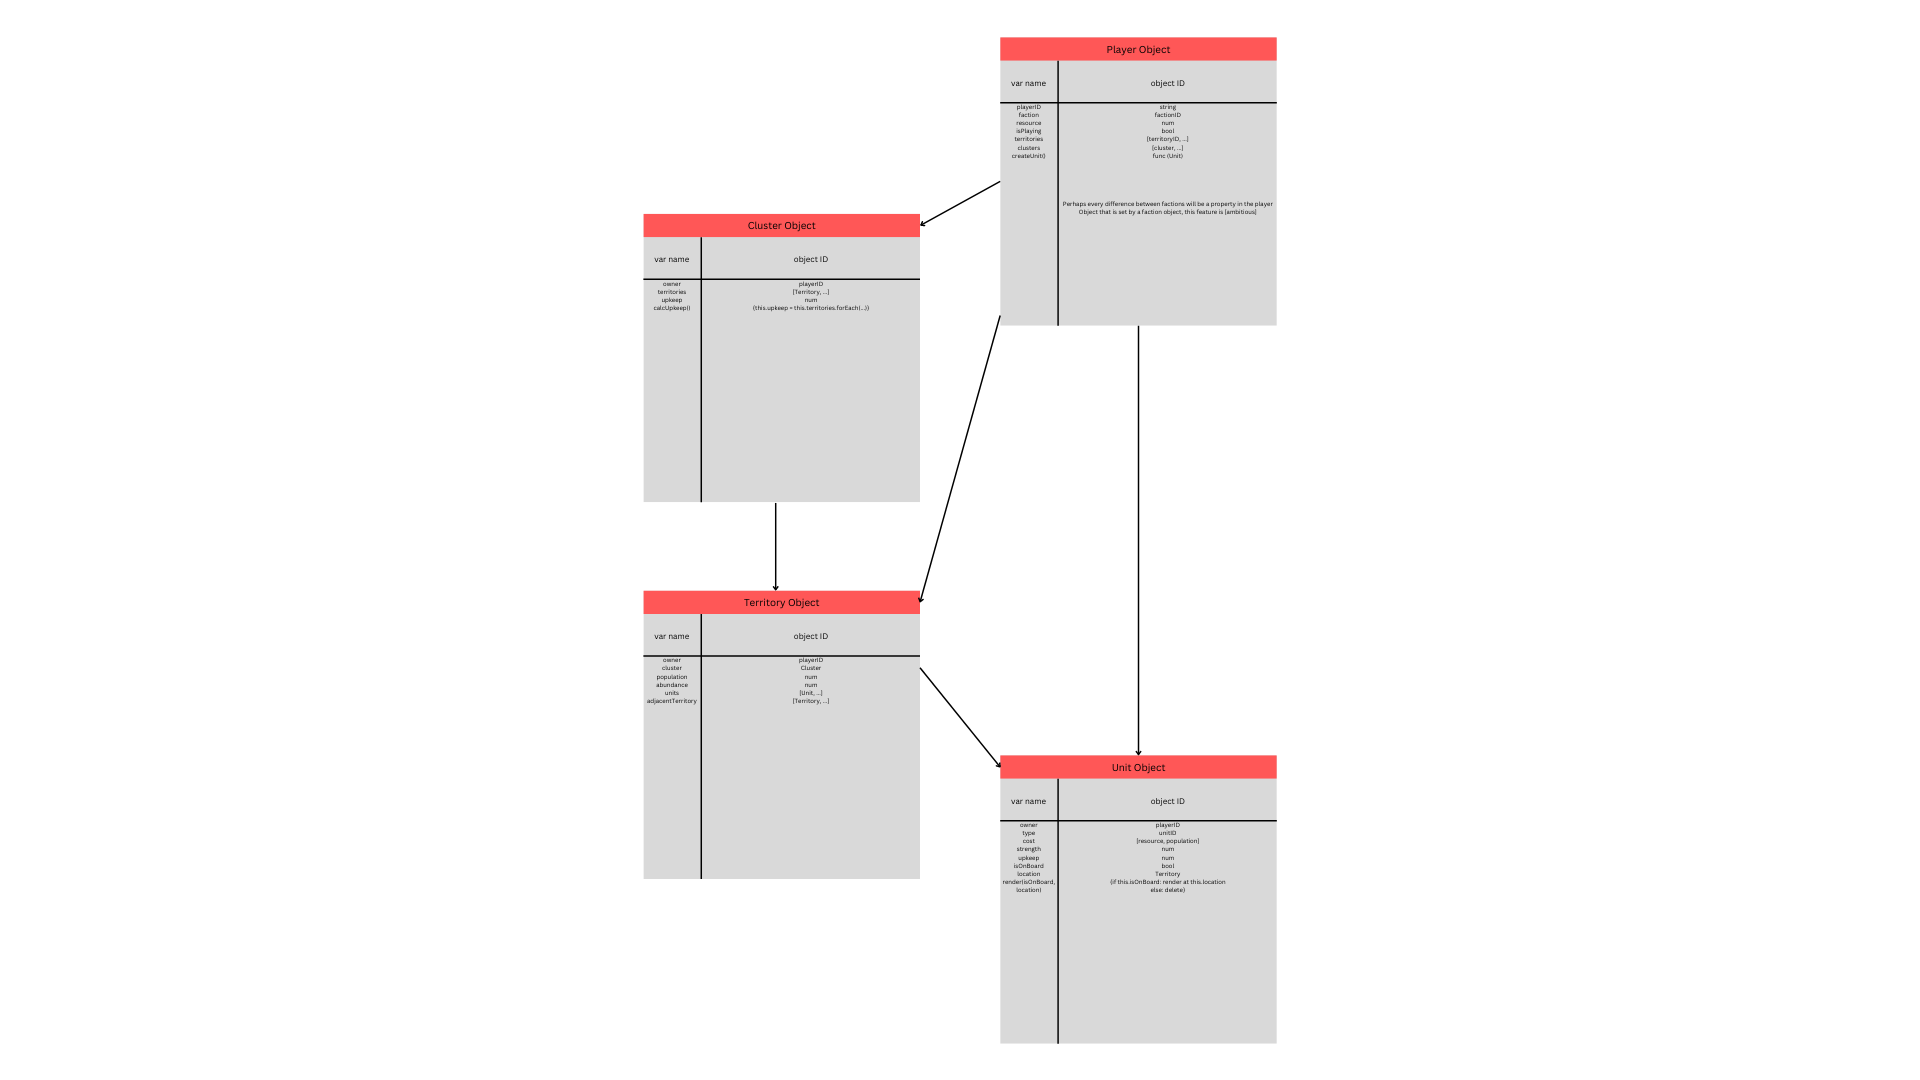 Player Object
var name
object ID
playerID
string
faction
factionID
resource
num
isPlaying
bool
territories
[territoryID, ...]
clusters
[cluster, ...]
createUnit()
func (Unit)
Perhaps every difference between factions will be a property in the player
Object that is set by a faction object, this feature is [ambitious]
Cluster Object
var name
object ID
owner
playerID
territories
[Territory, ...]
upkeep
num
calcUpkeep()
{this.upkeep = this.territories.forEach(...)}
Territory Object
var name
object ID
owner
playerID
cluster
Cluster
population
num
abundance
num
units
[Unit, ...]
adjacentTerritory
[Territory, ...]
Unit Object
var name
object ID
owner
playerID
type
unitID
cost
[resource, population]
strength
num
upkeep
num
isOnBoard
bool
location
Territory
render(isOnBoard,
location)
{if this.isOnBoard: render at this.location
else: delete}